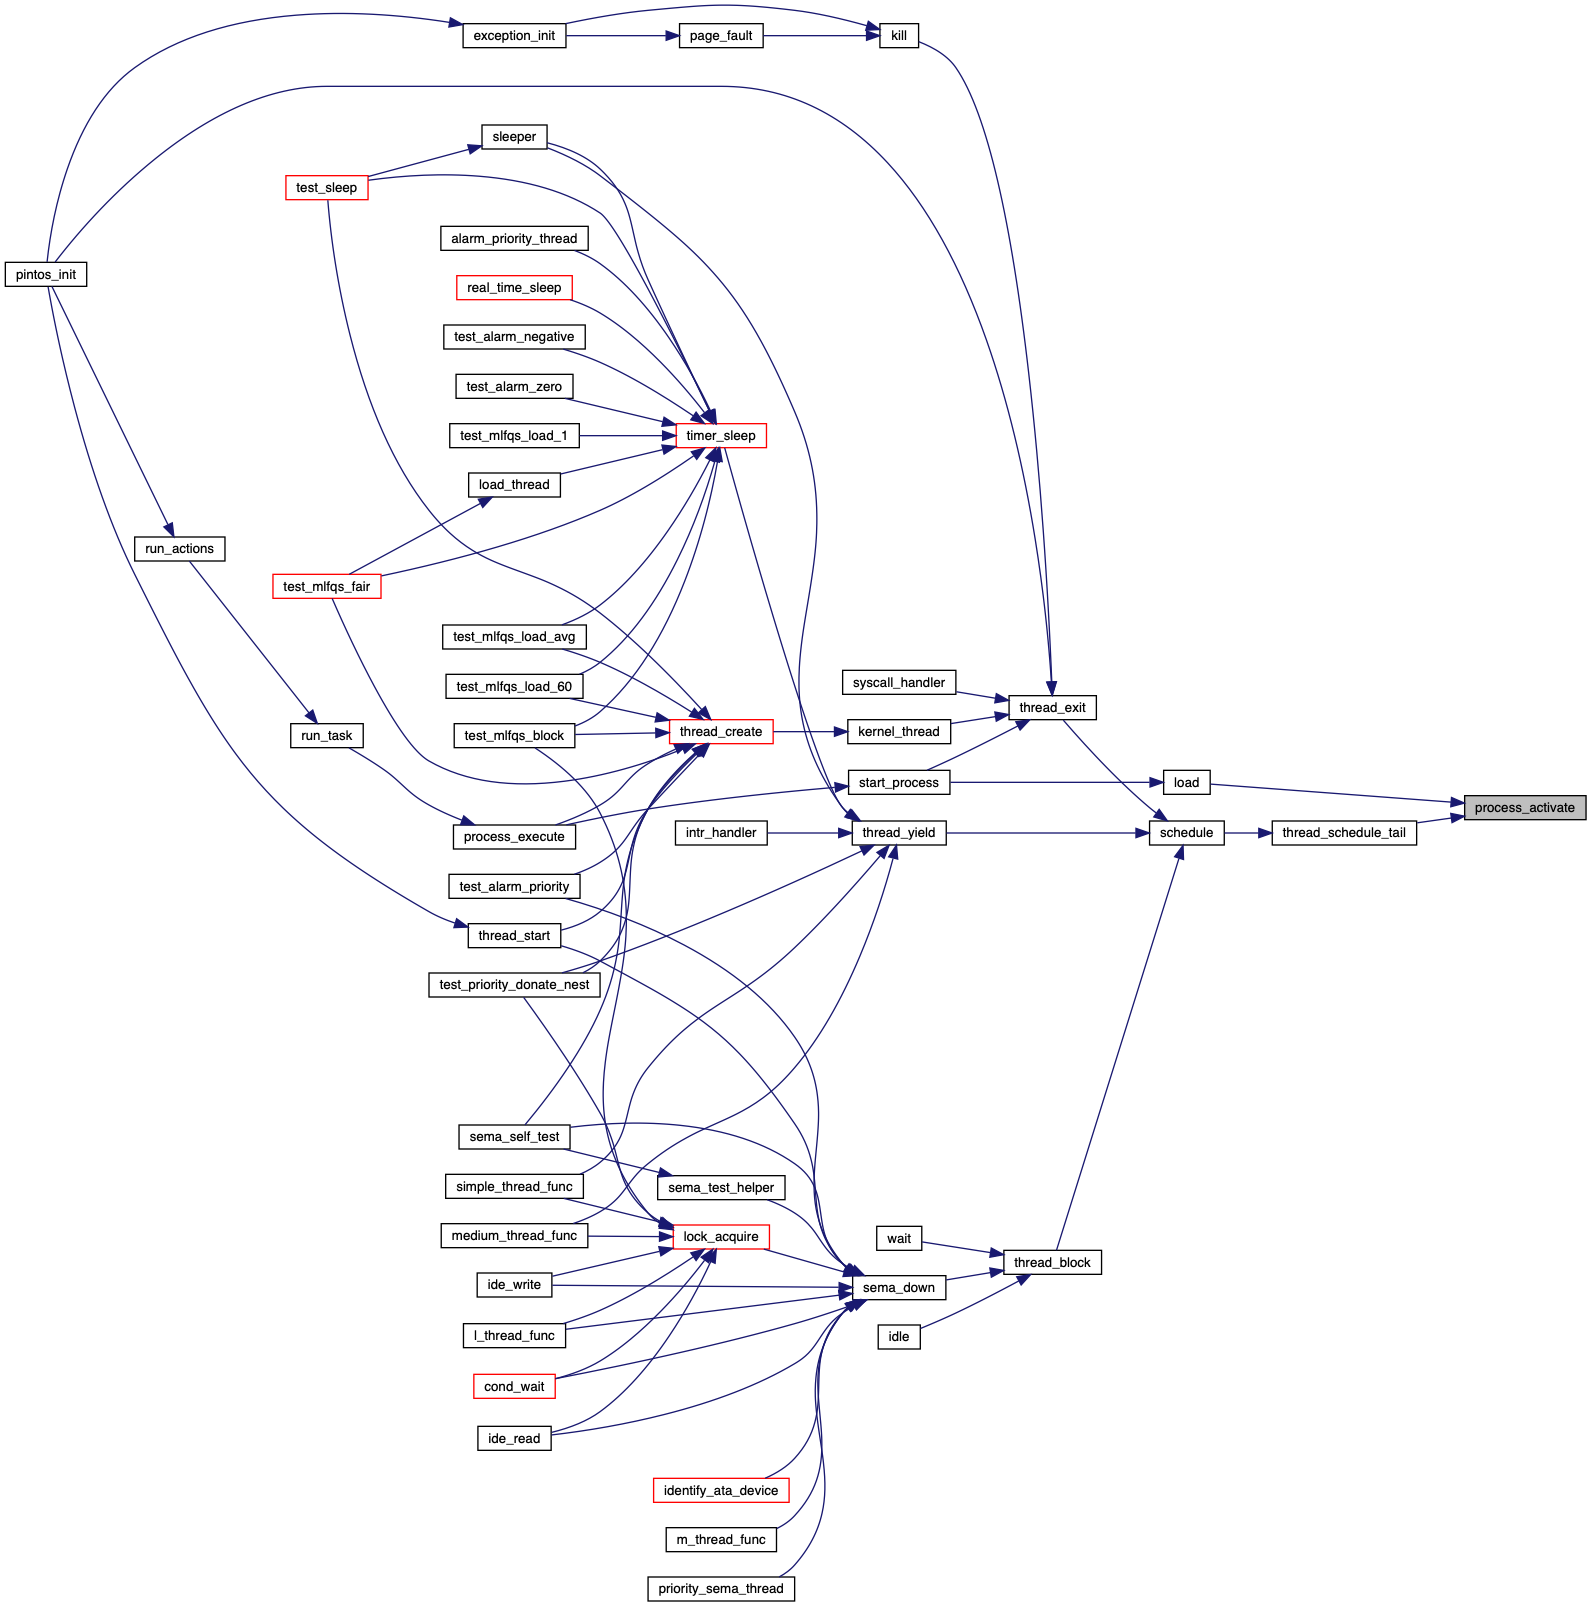 exception_init
page_fault
kill
sleeper
test_sleep
alarm_priority_thread
pintos_init
real_time_sleep
test_alarm_negative
test_alarm_zero
test_mlfqs_load_1
timer_sleep
load_thread
run_actions
test_mlfqs_fair
test_mlfqs_load_avg
test_mlfqs_load_60
syscall_handler
thread_exit
run_task
test_mlfqs_block
thread_create
kernel_thread
start_process
load
process_activate
process_execute
intr_handler
thread_yield
schedule
thread_schedule_tail
test_alarm_priority
thread_start
test_priority_donate_nest
sema_self_test
simple_thread_func
sema_test_helper
medium_thread_func
lock_acquire
wait
thread_block
ide_write
sema_down
l_thread_func
idle
cond_wait
ide_read
identify_ata_device
m_thread_func
priority_sema_thread